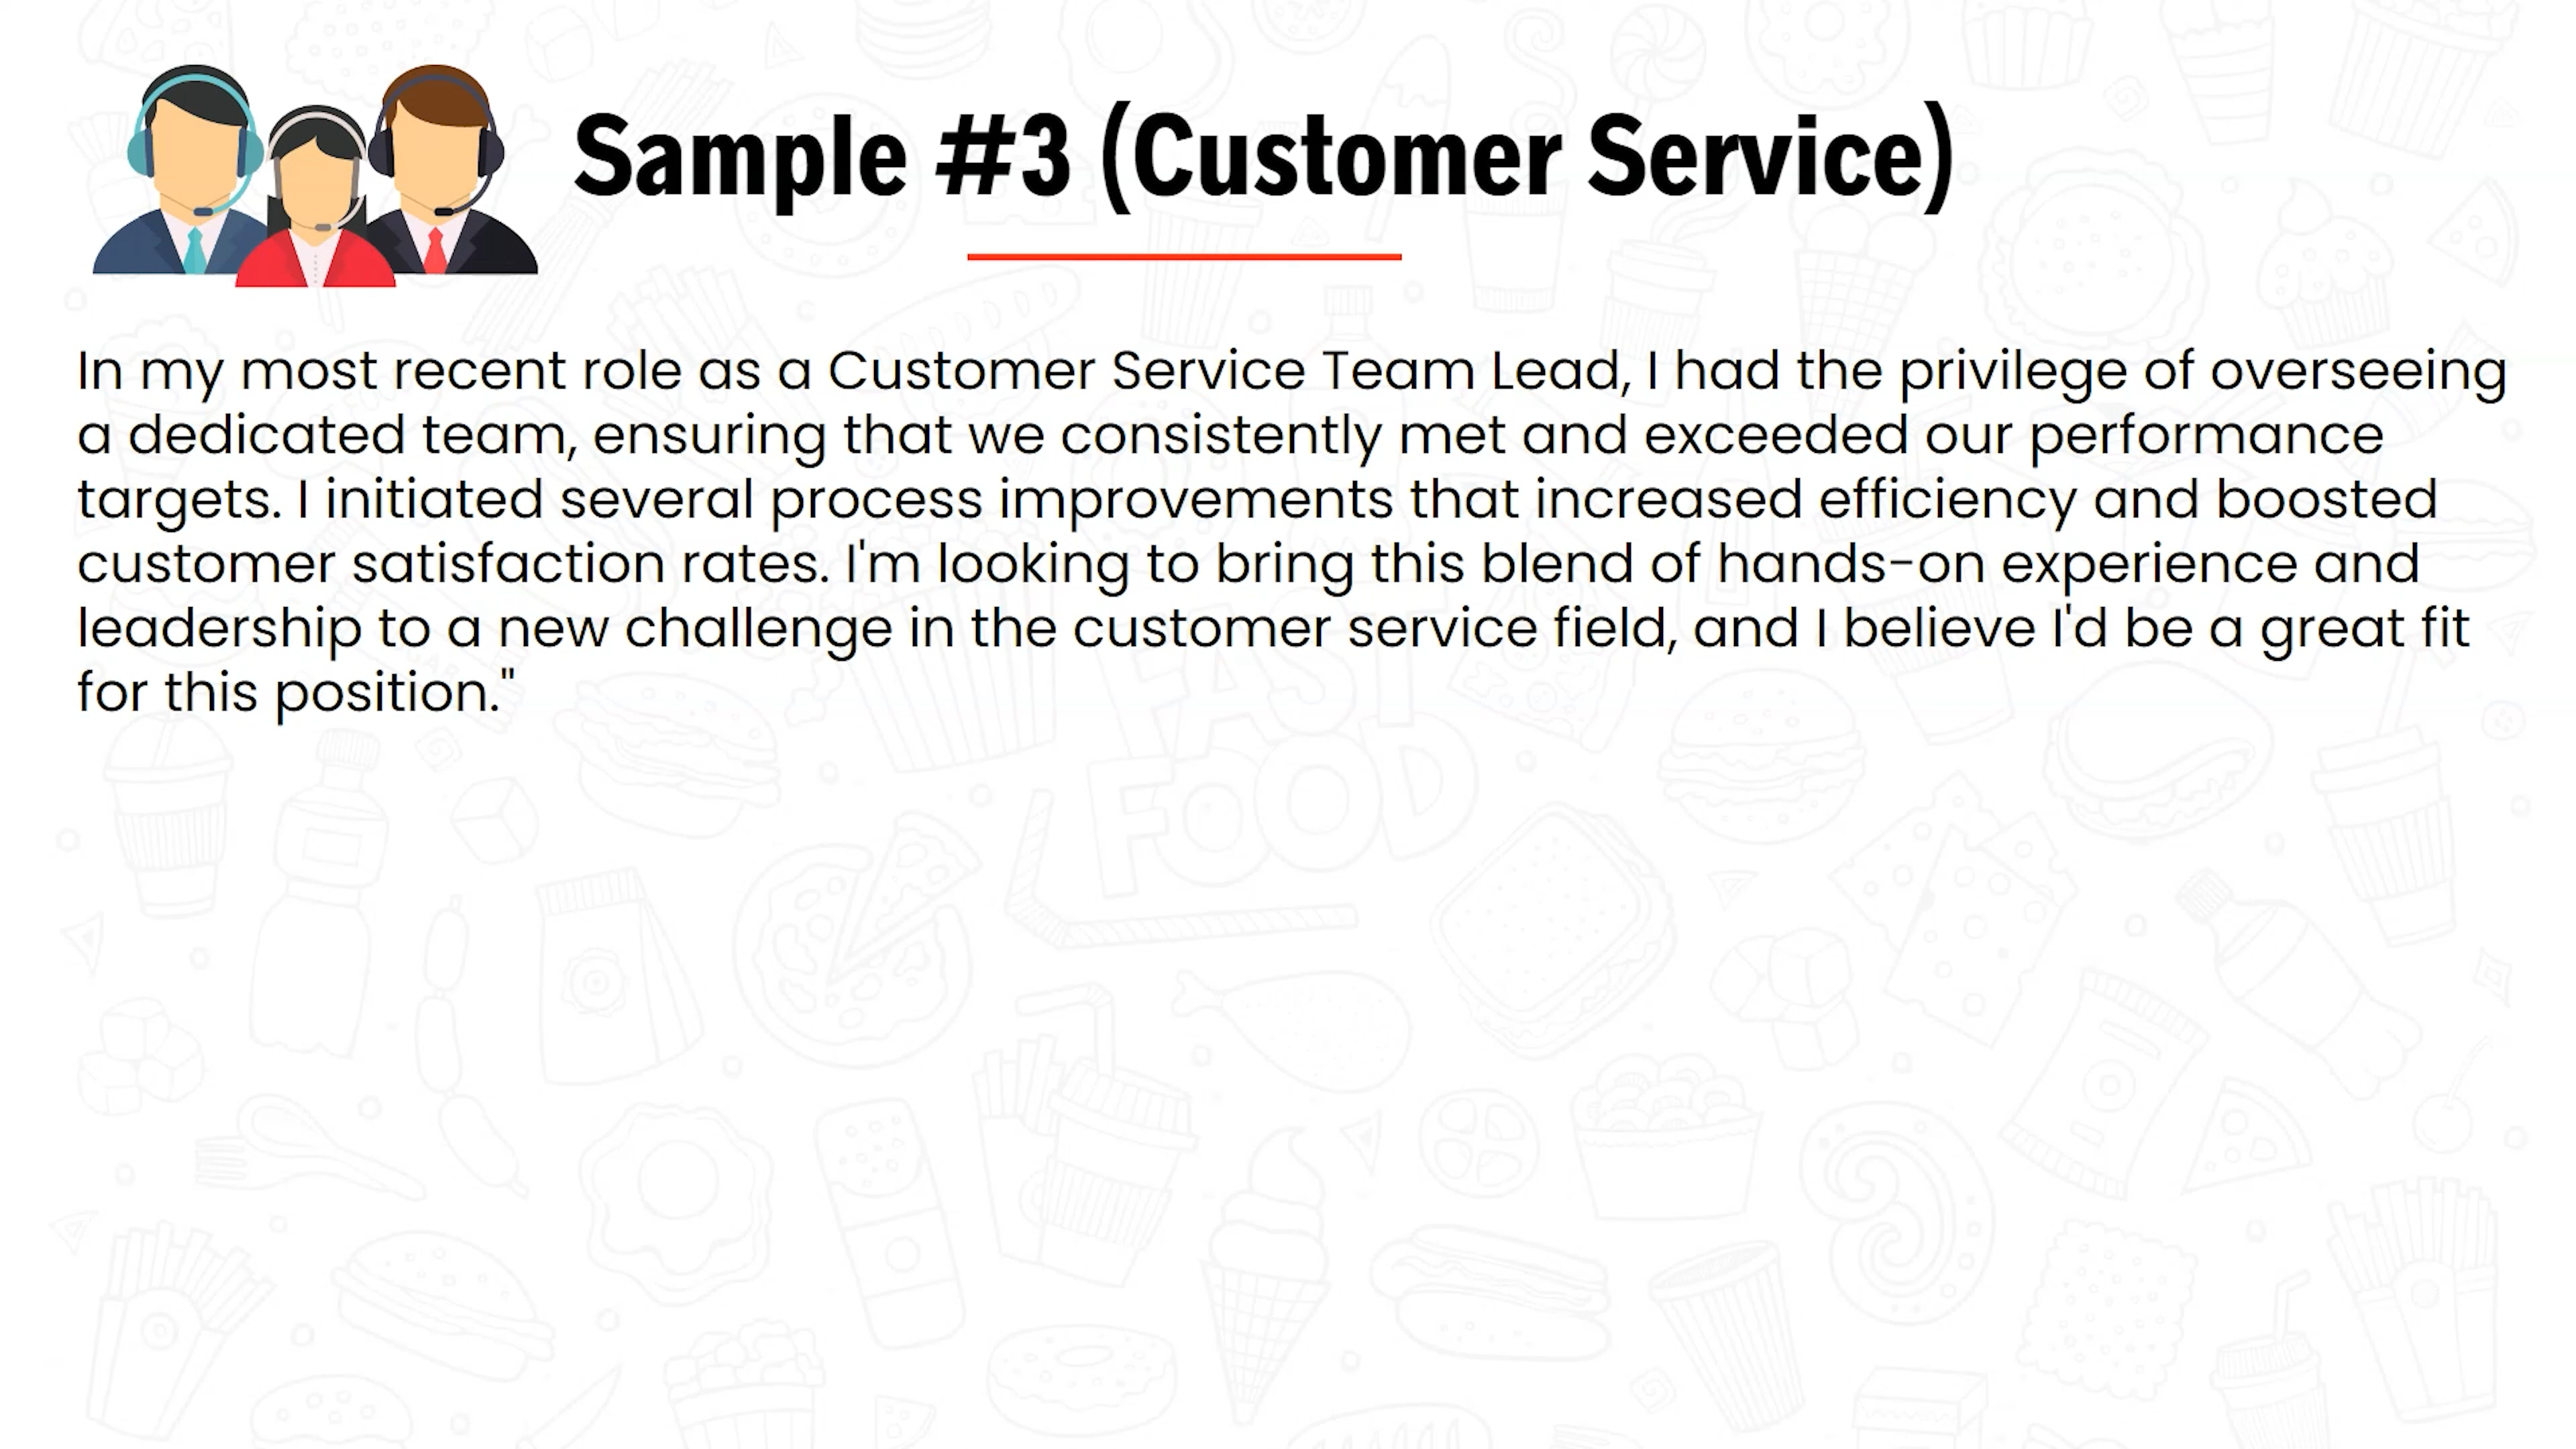 Sample #3 (Customer Service)
In my most recent role as a Customer Service Team Lead, I had the privilege of overseeing
a dedicated team, ensuring that we consistently met and exceeded our performance
targets. I initiated several process improvements that increased efficiency and boosted
customer satisfaction rates. I'm looking to bring this blend of hands-on experience and
leadership to a new challenge in the customer service field, and I believe I'd be a great fit
for this position."
FAST
FOOD